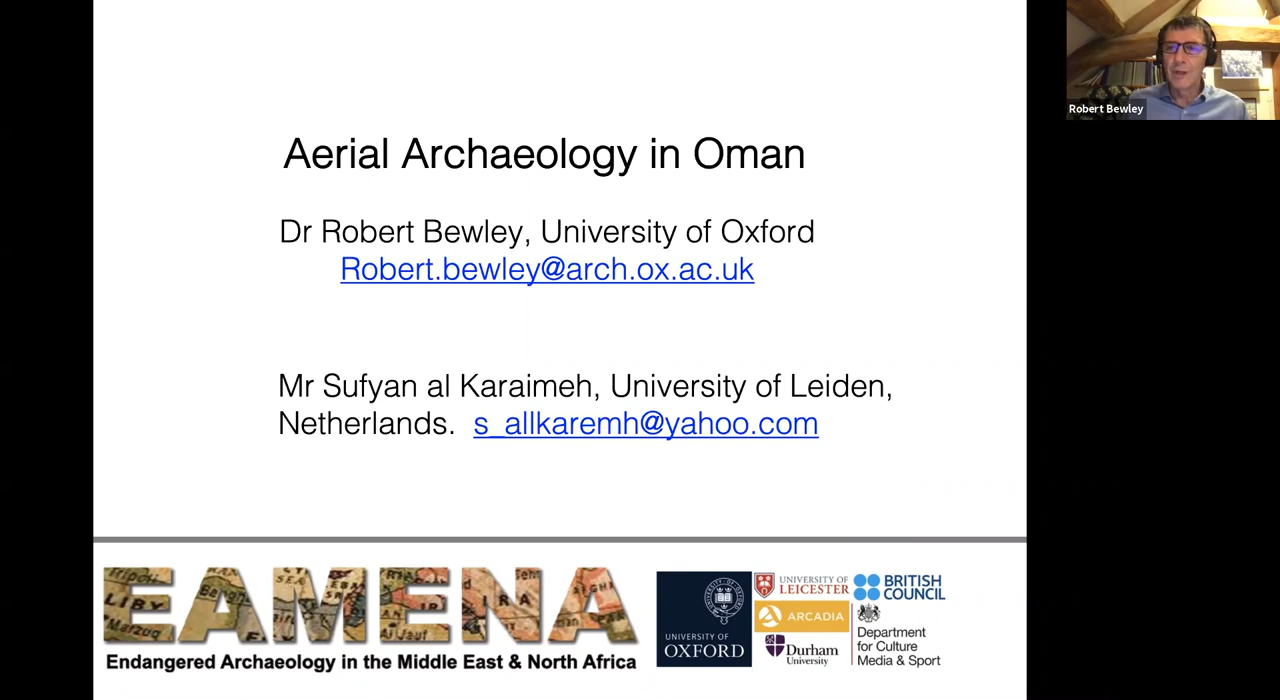 Aerial Archaeology in Oman
Dr Robert Bewley, University of Oxford
Robert.bewley@arch.ox.ac.uk
Mr Sufyan al Karaimeh, University of Leiden,
Netherlands. s_allkaremh@yahoo.com
EAMENA
Endangered Archaeology in the Middle East & North Africa
UNIVERSITY OF
OXFORD
UNIVERSITY OF
LEICESTER
BRITISH
COUNCIL
ARCADIA
Durham
University
Department
for Culture
Media & Sport
Robert Bewley